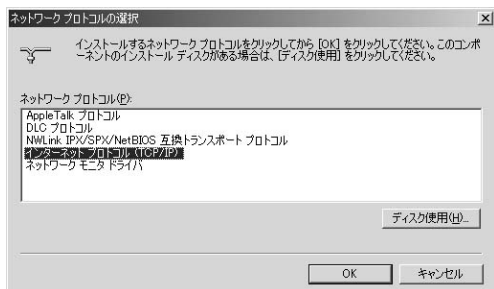 ネットワーク プロトコルの選択
インストールするネットワーク プロトコルをクリックしてから [OK] をクリックしてください。このコンポ
ーネントのインストール ディスクがある場合は、[ディスク使用] をクリックしてください。
ネットワーク プロトコル(P):
AppleTalk プロトコル
DLC プロトコル
NWLink IPX/SPX/NetBIOS 互換トランスポート プロトコル
インターネット プロトコル (TCP/IP)
ネットワーク モニタ ドライバ
ディスク使用(H)...
OK
キャンセル